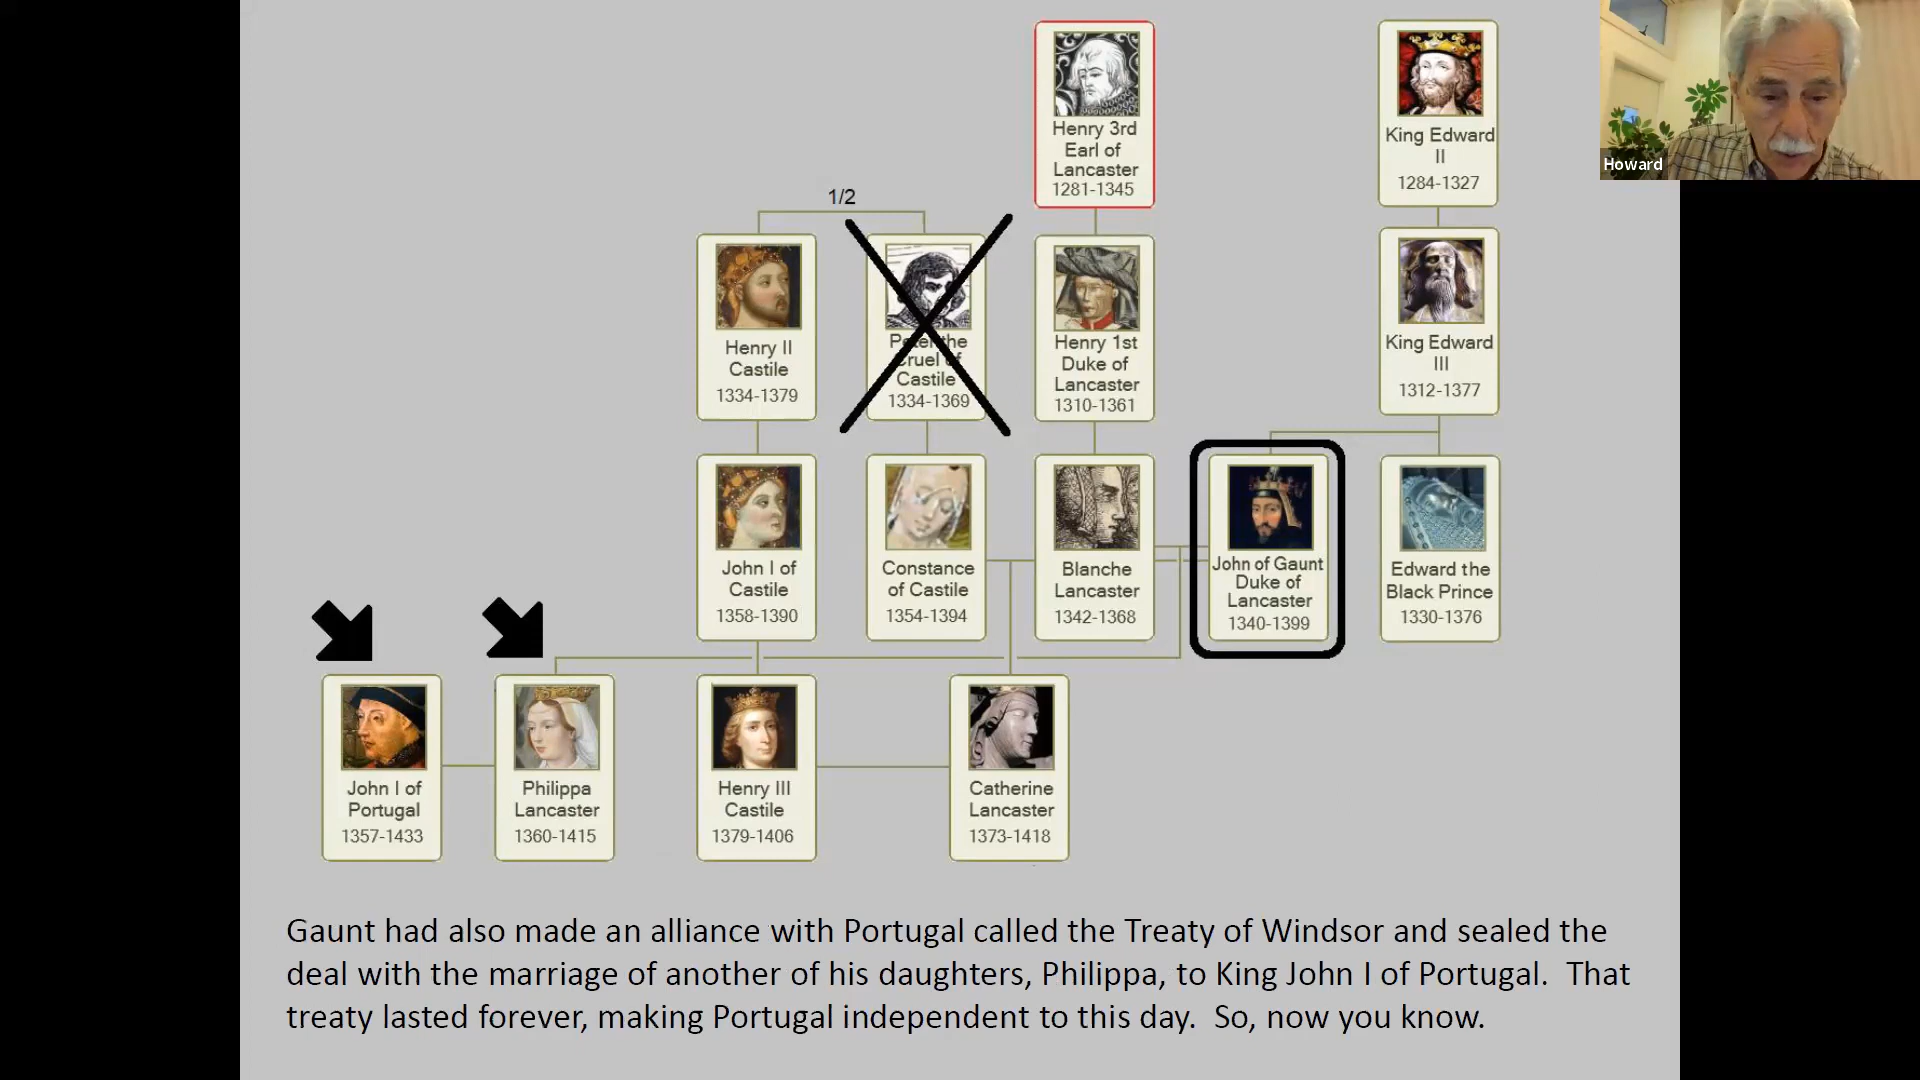 Henry 3rd
Earl of
Lancaster
1281-1345
King Edward
II
1284-1327
Howard
1/2
Henry II
Castile
1334-1379
Peter the
Cruel of
Castile
1334-1369
Henry 1st
Duke of
Lancaster
1310-1361
King Edward
III
1312-1377
John I of
Castile
1358-1390
Constance
of Castile
1354-1394
Blanche
Lancaster
1342-1368
John of Gaunt
Duke of
Lancaster
1340-1399
Edward the
Black Prince
1330-1376
John I of
Portugal
1357-1433
Philippa
Lancaster
1360-1415
Henry III
Castile
1379-1406
Catherine
Lancaster
1373-1418
Gaunt had also made an alliance with Portugal called the Treaty of Windsor and sealed the
deal with the marriage of another of his daughters, Philippa, to King John I of Portugal. That
treaty lasted forever, making Portugal independent to this day. So, now you know.